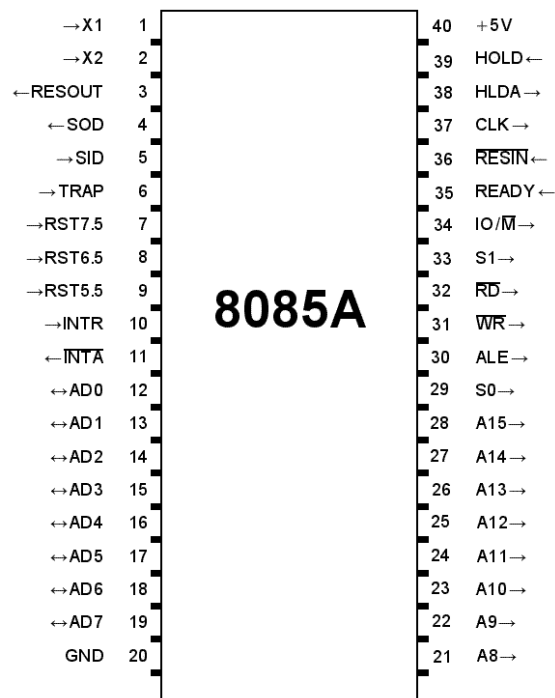 →X1 1 40 +5V
→X2 2 39 HOLD←
←RESOUT 3 38 HLDA→
←SOD 4 37 CLK→
→SID 5 36 R̅E̅S̅I̅N̅←
→TRAP 6 35 READY←
→RST7.5 7 34 IO/M̅→
→RST6.5 8 33 S1→
→RST5.5 9 32 R̅D̅→
8085A
→INTR 10 31 W̅R̅→
←I̅N̅T̅A̅ 11 30 ALE→
↔AD0 12 29 S0→
↔AD1 13 28 A15→
↔AD2 14 27 A14→
↔AD3 15 26 A13→
↔AD4 16 25 A12→
↔AD5 17 24 A11→
↔AD6 18 23 A10→
↔AD7 19 22 A9→
GND 20 21 A8→